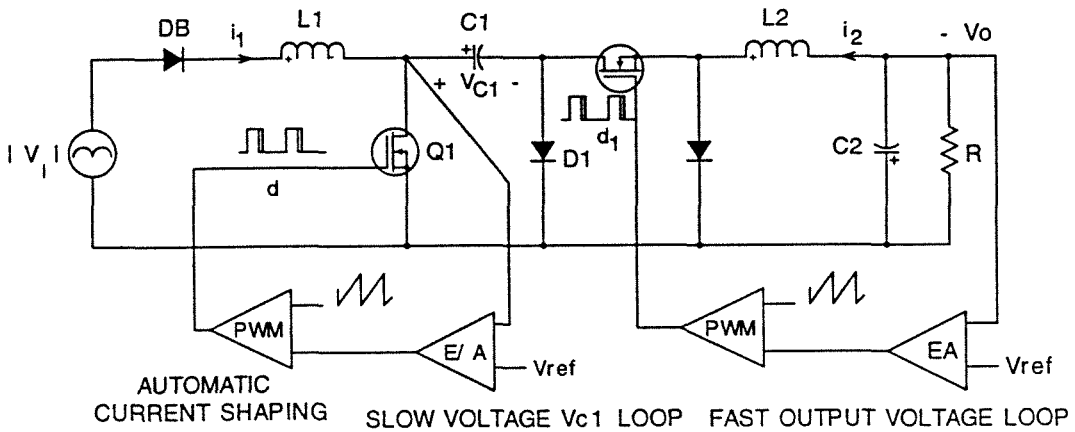 DB
i1
L1
C1
L2
i2
- Vo
+
VC1
-
| VI |
d
Q1
D1
d1
C2
+
R
PWM
E/ A
Vref
PWM
EA
Vref
AUTOMATIC
CURRENT SHAPING
SLOW VOLTAGE Vc1 LOOP
FAST OUTPUT VOLTAGE LOOP